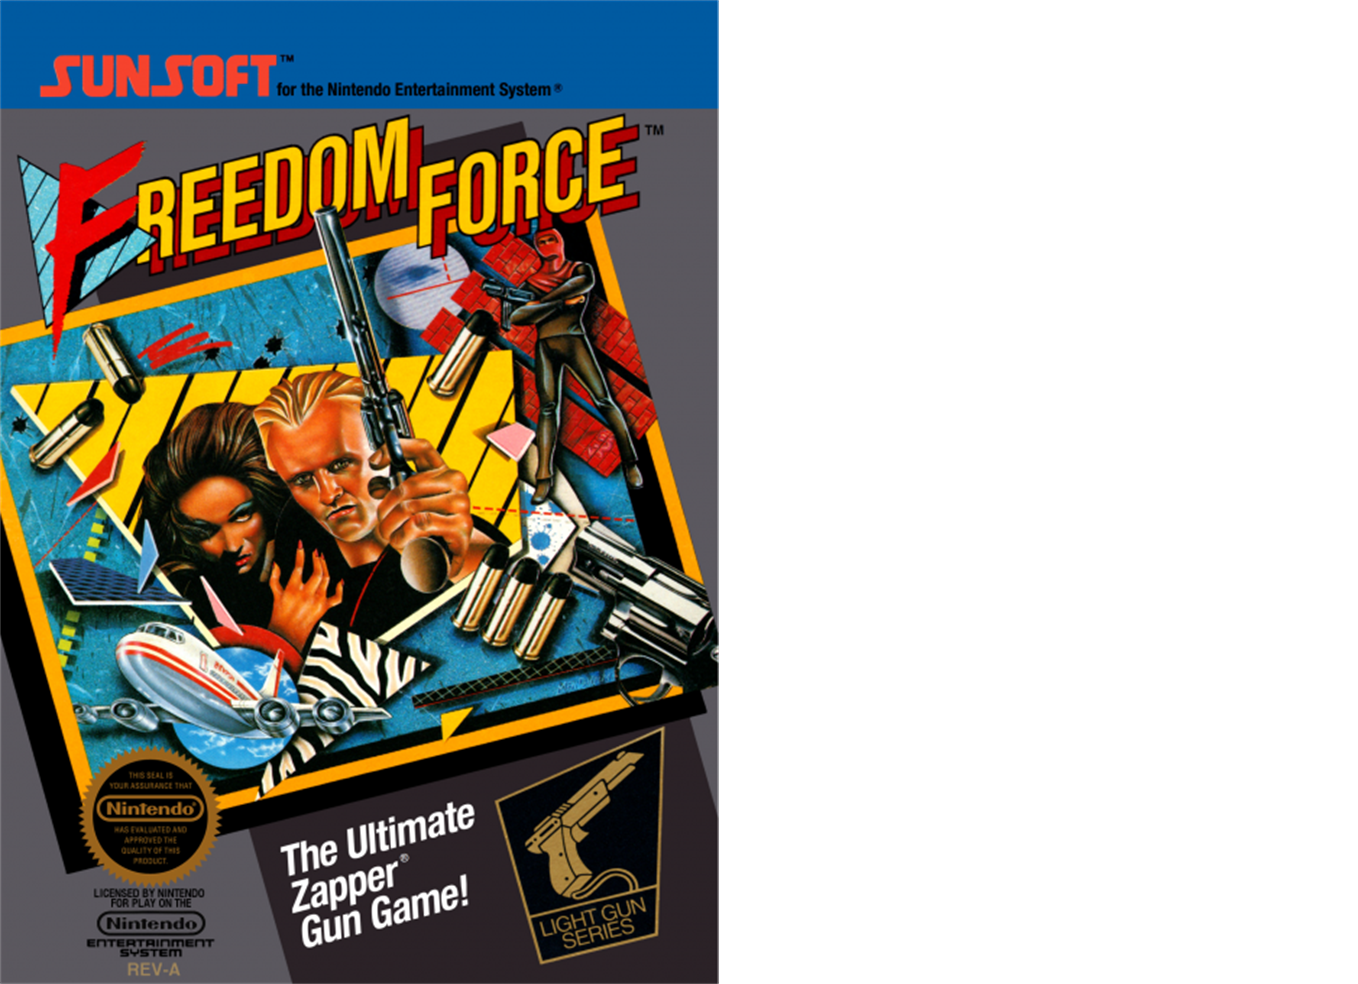 SUNSOFT™
for the Nintendo Entertainment System®
FREEDOM FORCE™
THIS SEAL IS
YOUR ASSURANCE THAT
Nintendo®
HAS EVALUATED AND
APPROVED THE
QUALITY OF THIS
PRODUCT.
The Ultimate
Zapper®
Gun Game!
LIGHT GUN
SERIES
LICENSED BY NINTENDO
FOR PLAY ON THE
Nintendo
ENTERTAINMENT
SYSTEM
REV-A